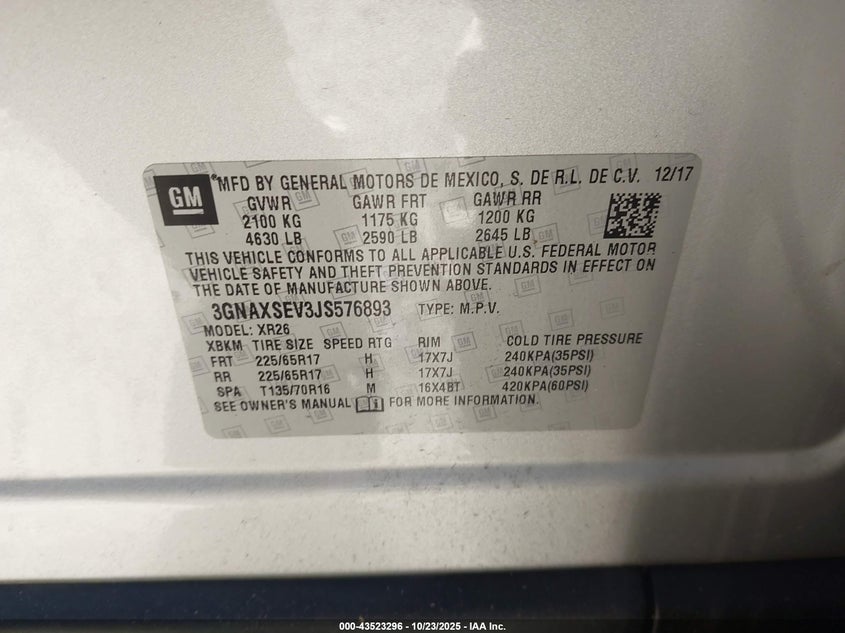 GM ®MFD BY GENERAL MOTORS DE MEXICO, S. DE R.L. DE C.V. 12/17
GVWR GAWR FRT GAWR RR
2100 KG 1175 KG 1200 KG
4630 LB 2590 LB 2645 LB
THIS VEHICLE CONFORMS TO ALL APPLICABLE U.S. FEDERAL MOTOR
VEHICLE SAFETY AND THEFT PREVENTION STANDARDS IN EFFECT ON
THE DATE OF MANUFACTURE SHOWN ABOVE.
3GNAXSEV3JS576893 TYPE: M.P.V.
MODEL: XR26
XBKM TIRE SIZE SPEED RTG RIM COLD TIRE PRESSURE
FRT 225/65R17 H 17X7J 240KPA(35PSI)
RR 225/65R17 H 17X7J 240KPA(35PSI)
SPA T135/70R16 M 16X4BT 420KPA(60PSI)
SEE OWNER'S MANUAL FOR MORE INFORMATION.
000-43523296 - 10/23/2025 - IAA Inc.